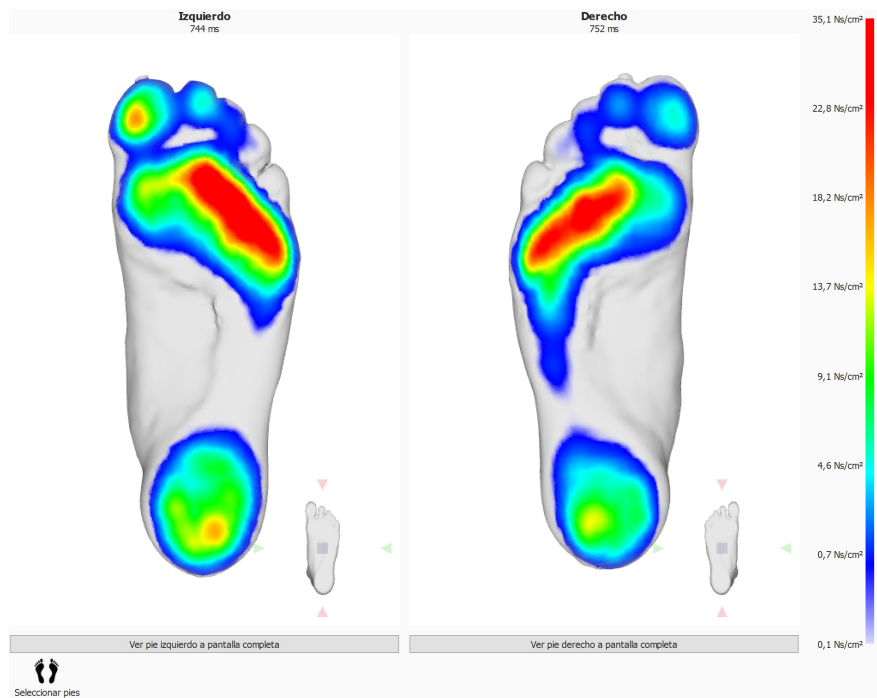 Izquierdo
744 ms
Derecho
752 ms
35,1 Ns/cm²
22,8 Ns/cm²
18,2 Ns/cm²
13,7 Ns/cm²
9,1 Ns/cm²
4,6 Ns/cm²
0,7 Ns/cm²
0,1 Ns/cm²
Ver pie izquierdo a pantalla completa
Ver pie derecho a pantalla completa
Seleccionar pies